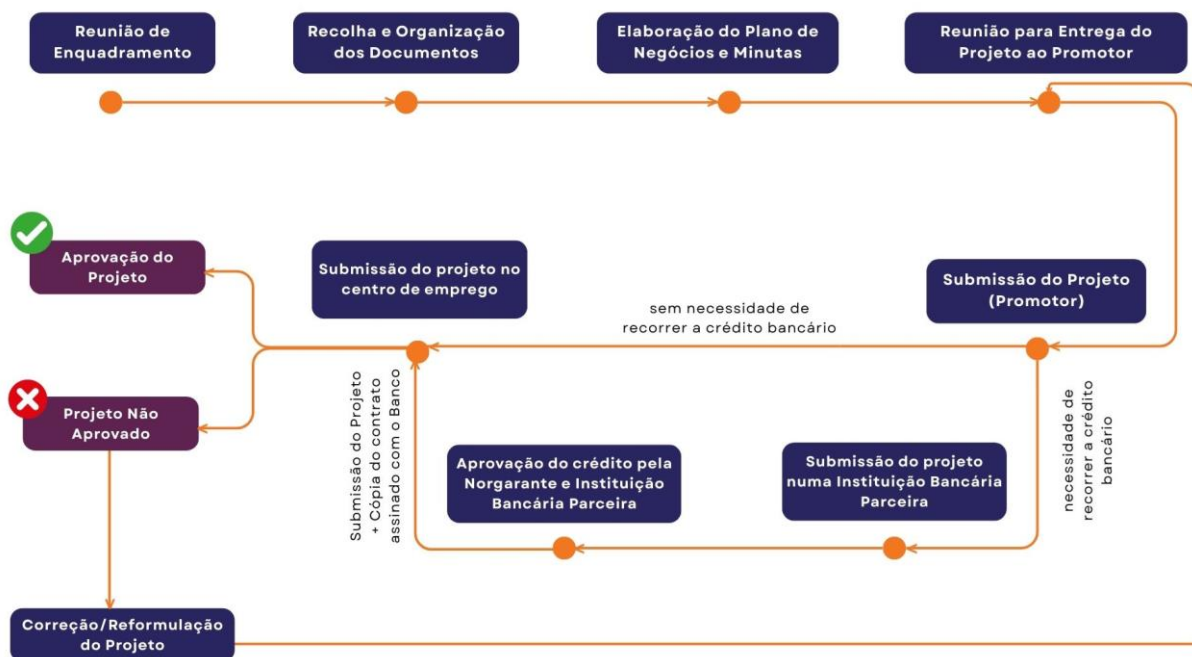 Reunião de
Enquadramento
Recolha e Organização
dos Documentos
Elaboração do Plano de
Negócios e Minutas
Reunião para Entrega do
Projeto ao Promotor
Aprovação do
Projeto
Submissão do projeto no
centro de emprego
sem necessidade de
recorrer a crédito bancário
Submissão do Projeto
(Promotor)
Projeto Não
Aprovado
Submissão do Projeto
+ Cópia do contrato
assinado com o Banco
Aprovação do crédito pela
Norgarante e Instituição
Bancária Parceira
Submissão do projeto
numa Instituição Bancária
Parceira
necessidade de
recorrer a crédito
bancário
Correção/Reformulação
do Projeto